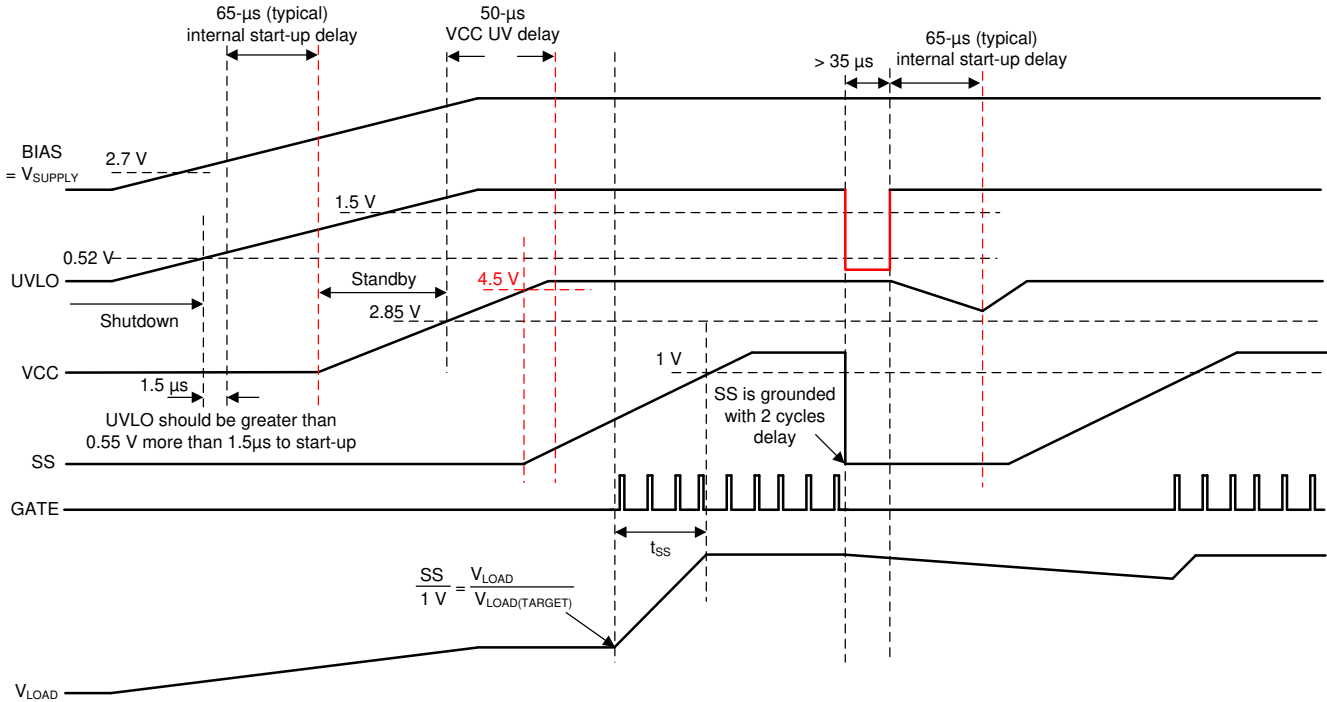 65-µs (typical)
internal start-up delay
50-µs
VCC UV delay
65-µs (typical)
internal start-up delay
> 35 µs
BIAS
= VSUPPLY
2.7 V
1.5 V
0.52 V
UVLO
Standby
4.5 V
Shutdown
2.85 V
VCC
1 V
1.5 µs
SS is grounded
with 2 cycles
delay
UVLO should be greater than
0.55 V more than 1.5µs to start-up
SS
GATE
tSS
SS
1 V
=
VLOAD
VLOAD(TARGET)
VLOAD